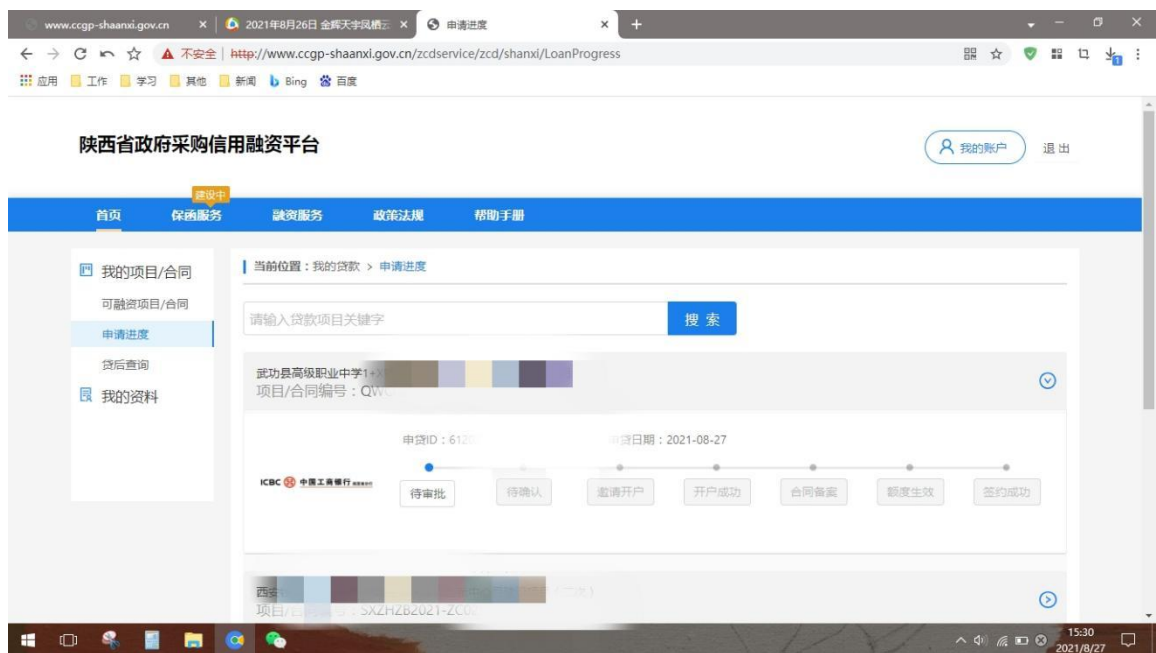 www.ccgp-shaanxi.gov.cn
2021年8月26日 金辉天宇凤栖云
申请进度
不安全 http://www.ccgp-shaanxi.gov.cn/zcdservice/zcd/shanxi/LoanProgress
应用 工作 学习 其他 新闻 Bing 百度
陕西省政府采购信用融资平台
我的账户 退出
建设中
首页 保函服务 融资服务 政策法规 帮助手册
我的项目/合同
可融资项目/合同
申请进度
贷后查询
我的资料
当前位置：我的贷款 > 申请进度
请输入贷款项目关键字 搜索
武功县高级职业中学1+X
项目/合同编号：QW
申贷ID：612 申贷日期：2021-08-27
ICBC 中国工商银行
待审批 待确认 邀请开户 开户成功 合同备案 额度生效 签约成功
西安
项目/ 号：SXZHZB2021-ZC
15:30
2021/8/27